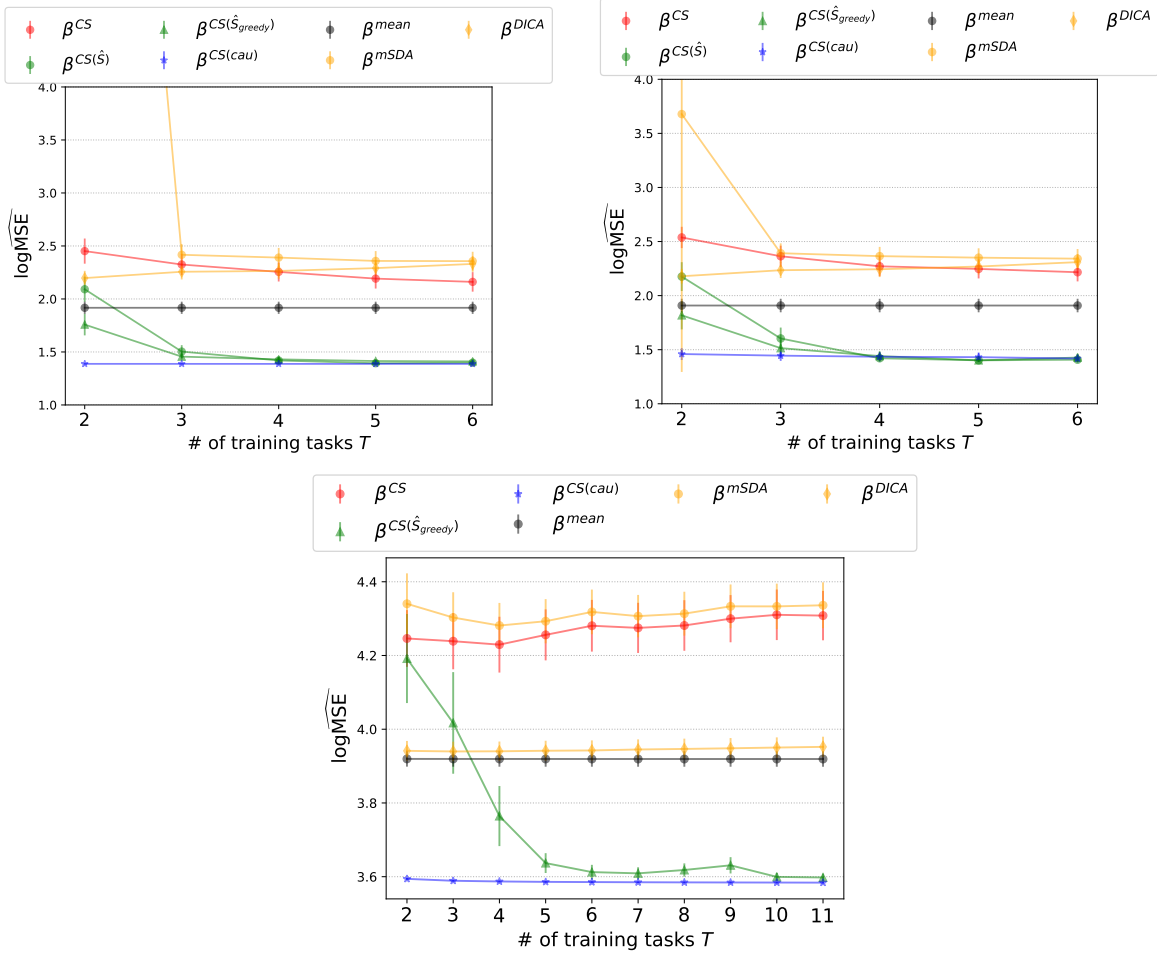 β^CS β^CS(Ŝ_greedy) β^mean β^DICA
β^CS(Ŝ) β^CS(cau) β^mSDA
4.0
3.5
3.0
2.5
2.0
1.5
1.0
logMSE
2 3 4 5 6
# of training tasks T
β^CS β^CS(Ŝ_greedy) β^mean β^DICA
β^CS(Ŝ) β^CS(cau) β^mSDA
4.0
3.5
3.0
2.5
2.0
1.5
1.0
logMSE
2 3 4 5 6
# of training tasks T
β^CS β^CS(cau) β^mSDA β^DICA
β^CS(Ŝ_greedy) β^mean
4.4
4.2
4.0
3.8
3.6
logMSE
2 3 4 5 6 7 8 9 10 11
# of training tasks T